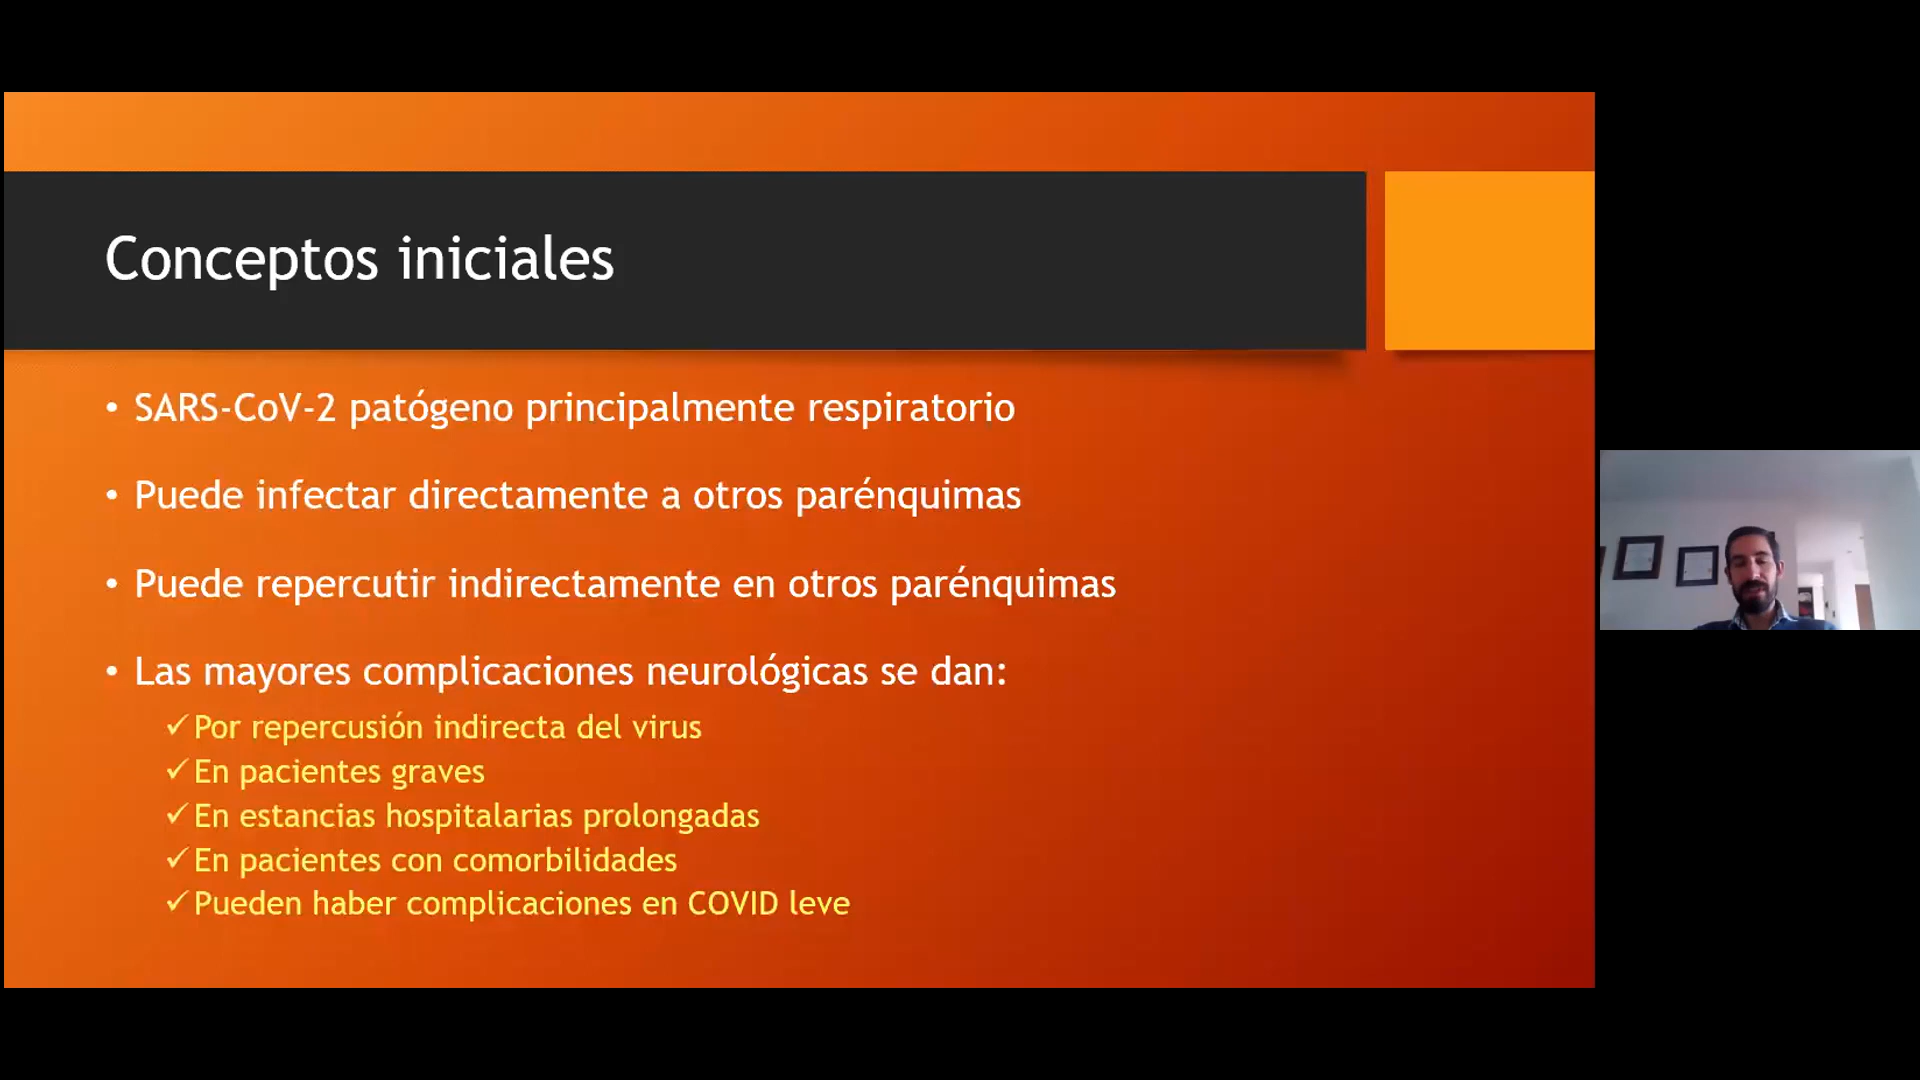 Conceptos iniciales
• SARS-CoV-2 patógeno principalmente respiratorio
• Puede infectar directamente a otros parénquimas
• Puede repercutir indirectamente en otros parénquimas
• Las mayores complicaciones neurológicas se dan:
✓Por repercusión indirecta del virus
✓En pacientes graves
✓En estancias hospitalarias prolongadas
✓En pacientes con comorbilidades
✓Pueden haber complicaciones en COVID leve